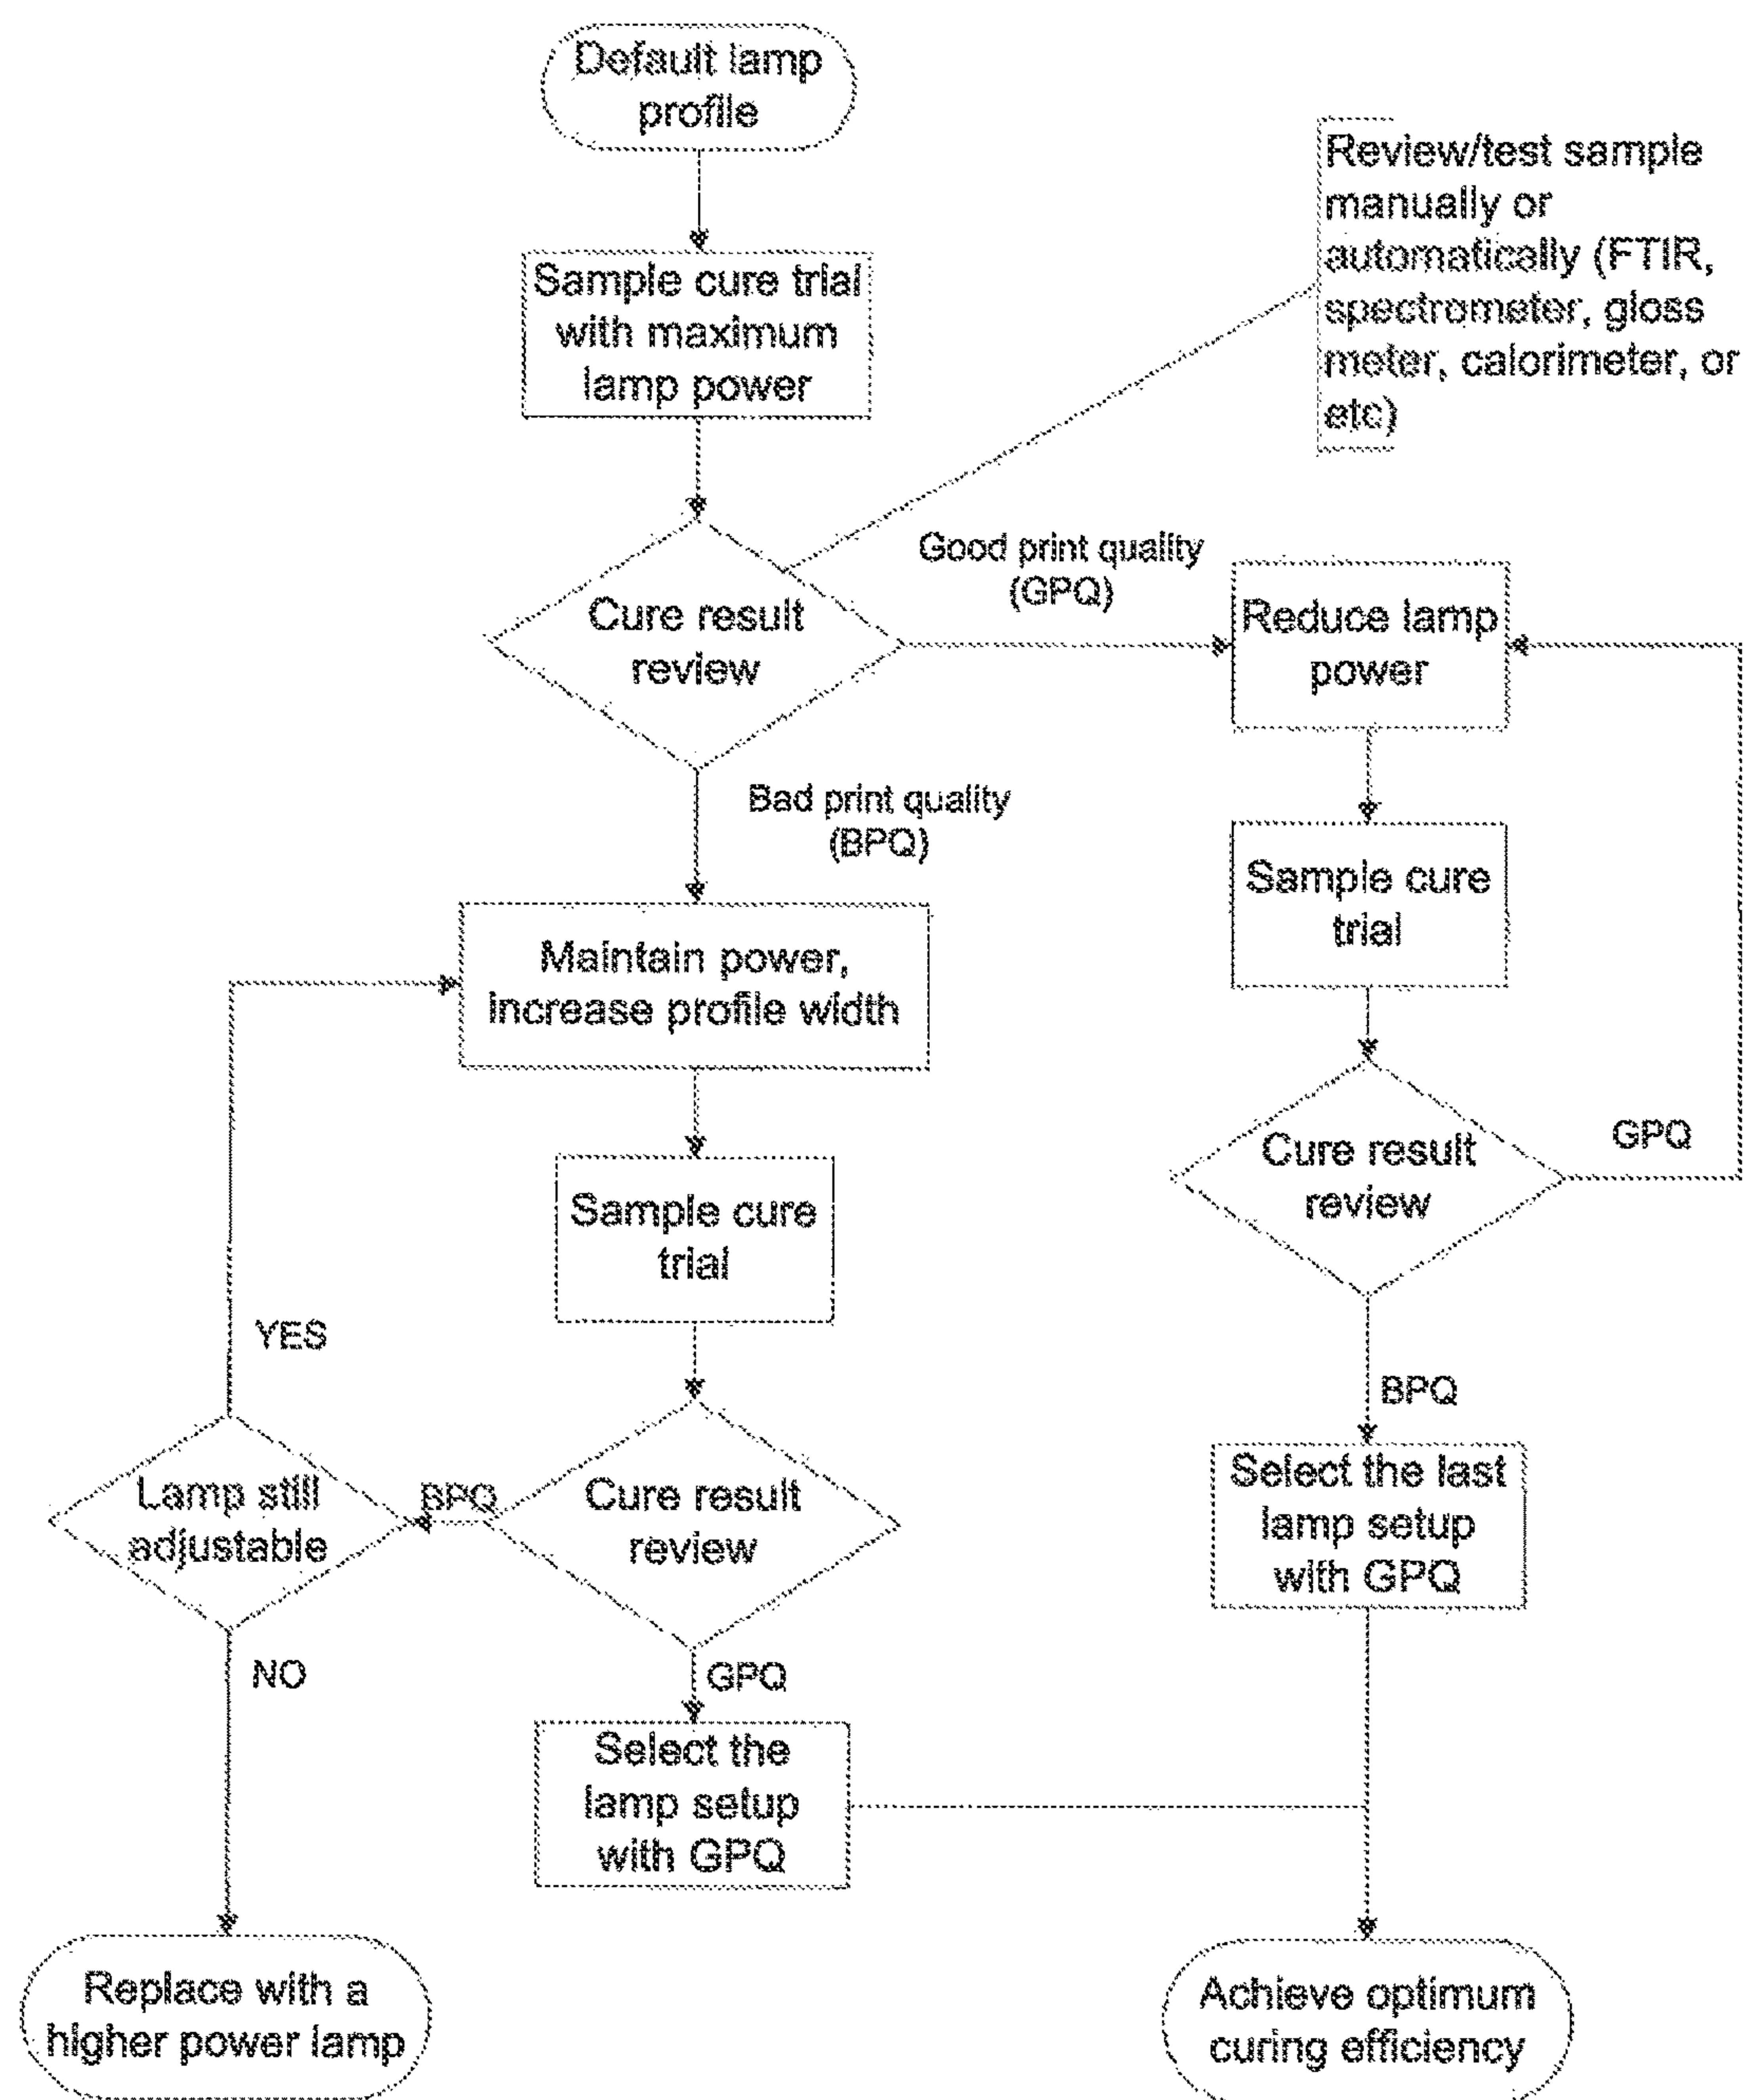 Default lamp
profile
Sample cure trial
with maximum
lamp power
Review/test sample
manually or
automatically (FTIR,
spectrometer, gloss
meter, calorimeter, or
etc)
Cure result
review
Good print quality
(GPQ)
Reduce lamp
power
Bad print quality
(BPQ)
Sample cure
trial
Maintain power,
increase profile width
Cure result
review
GPQ
Sample cure
trial
YES
BPQ
Lamp still
adjustable
BPQ
Cure result
review
Select the last
lamp setup
with GPQ
NO
GPQ
Select the
lamp setup
with GPQ
Replace with a
higher power lamp
Achieve optimum
curing efficiency